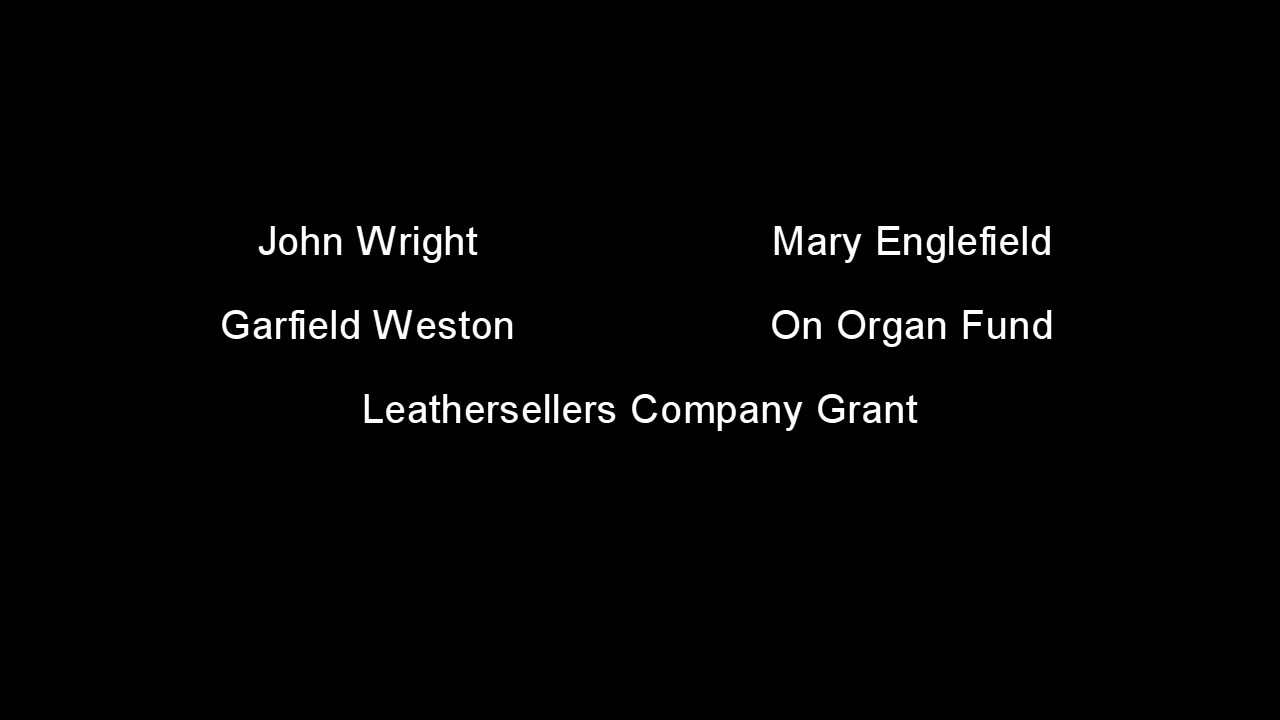 John Wright Mary Englefield
Garfield Weston On Organ Fund
Leathersellers Company Grant